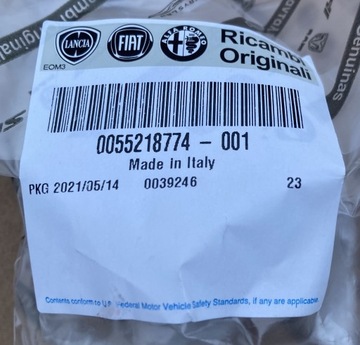 LANCIA
FIAT
ALFA ROMEO
Ricambi
Originali
EOM3
0055218774 - 001
Made in Italy
PKG 2021/05/14 0039246 23
Contents conform to U.S. Federal Motor Vehicle Safety Standards, if any are applicable
enuinas